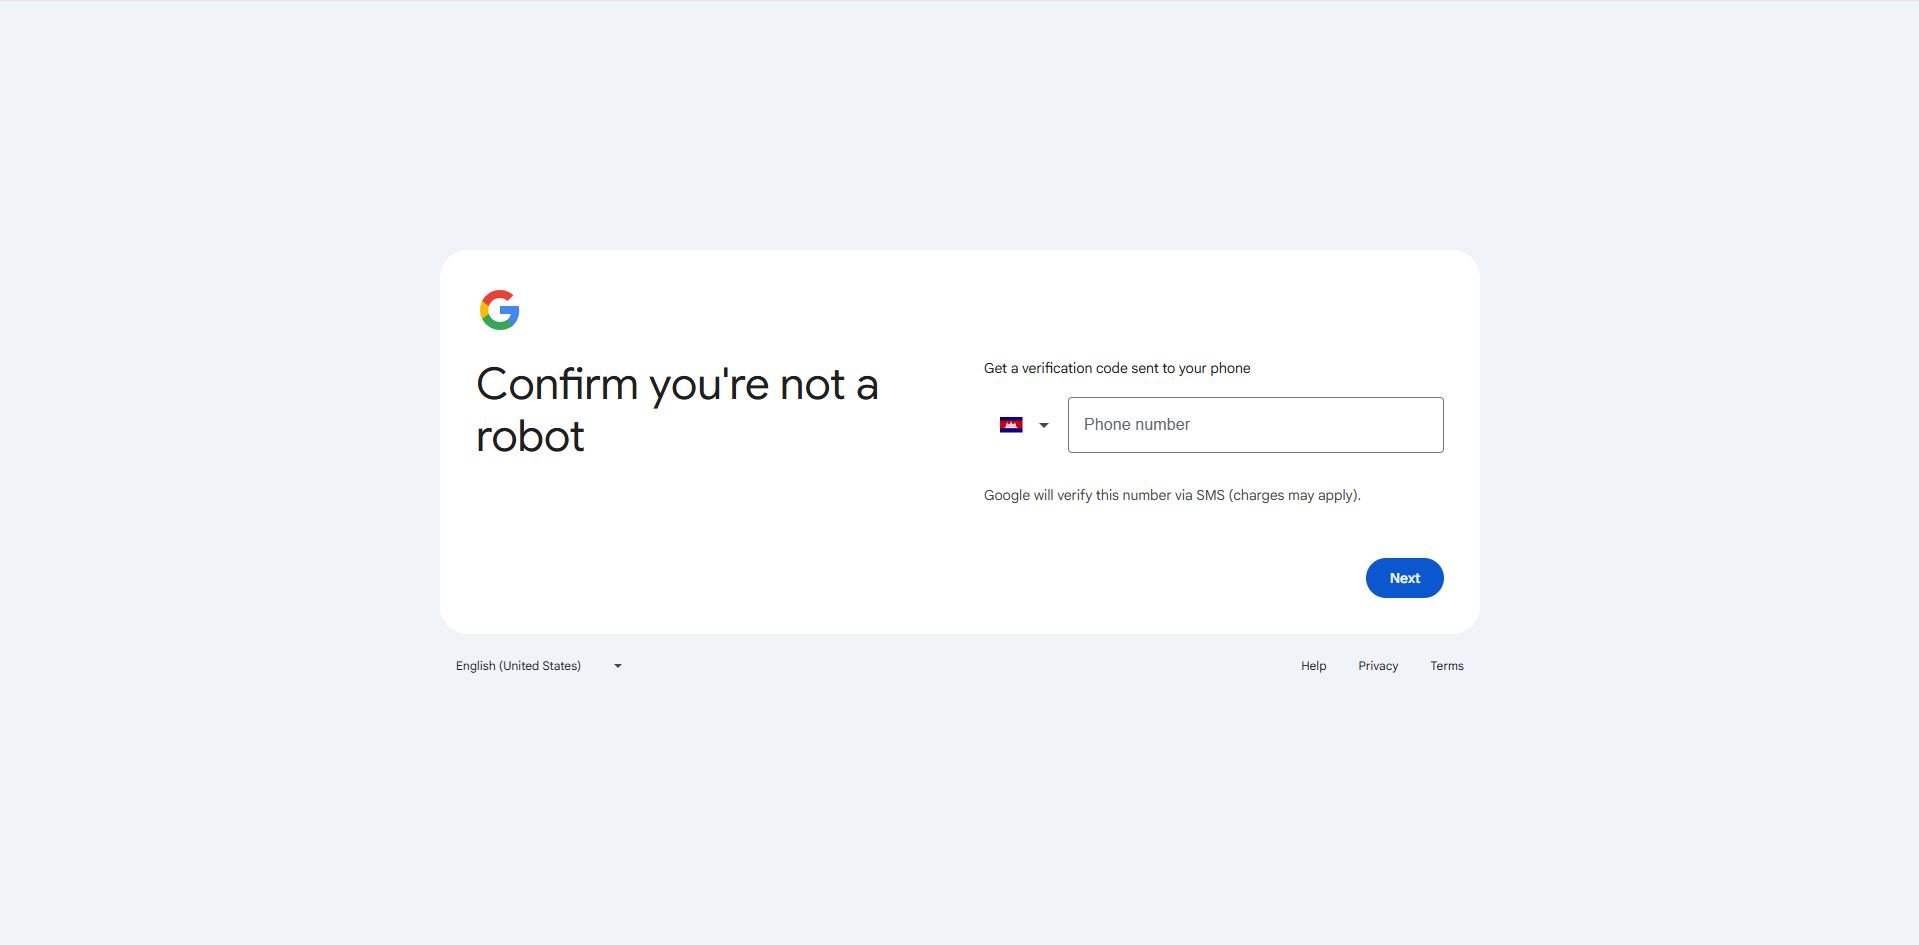 Confirm you're not a
robot
Get a verification code sent to your phone
Phone number
Google will verify this number via SMS (charges may apply).
Next
English (United States)
Help
Privacy
Terms